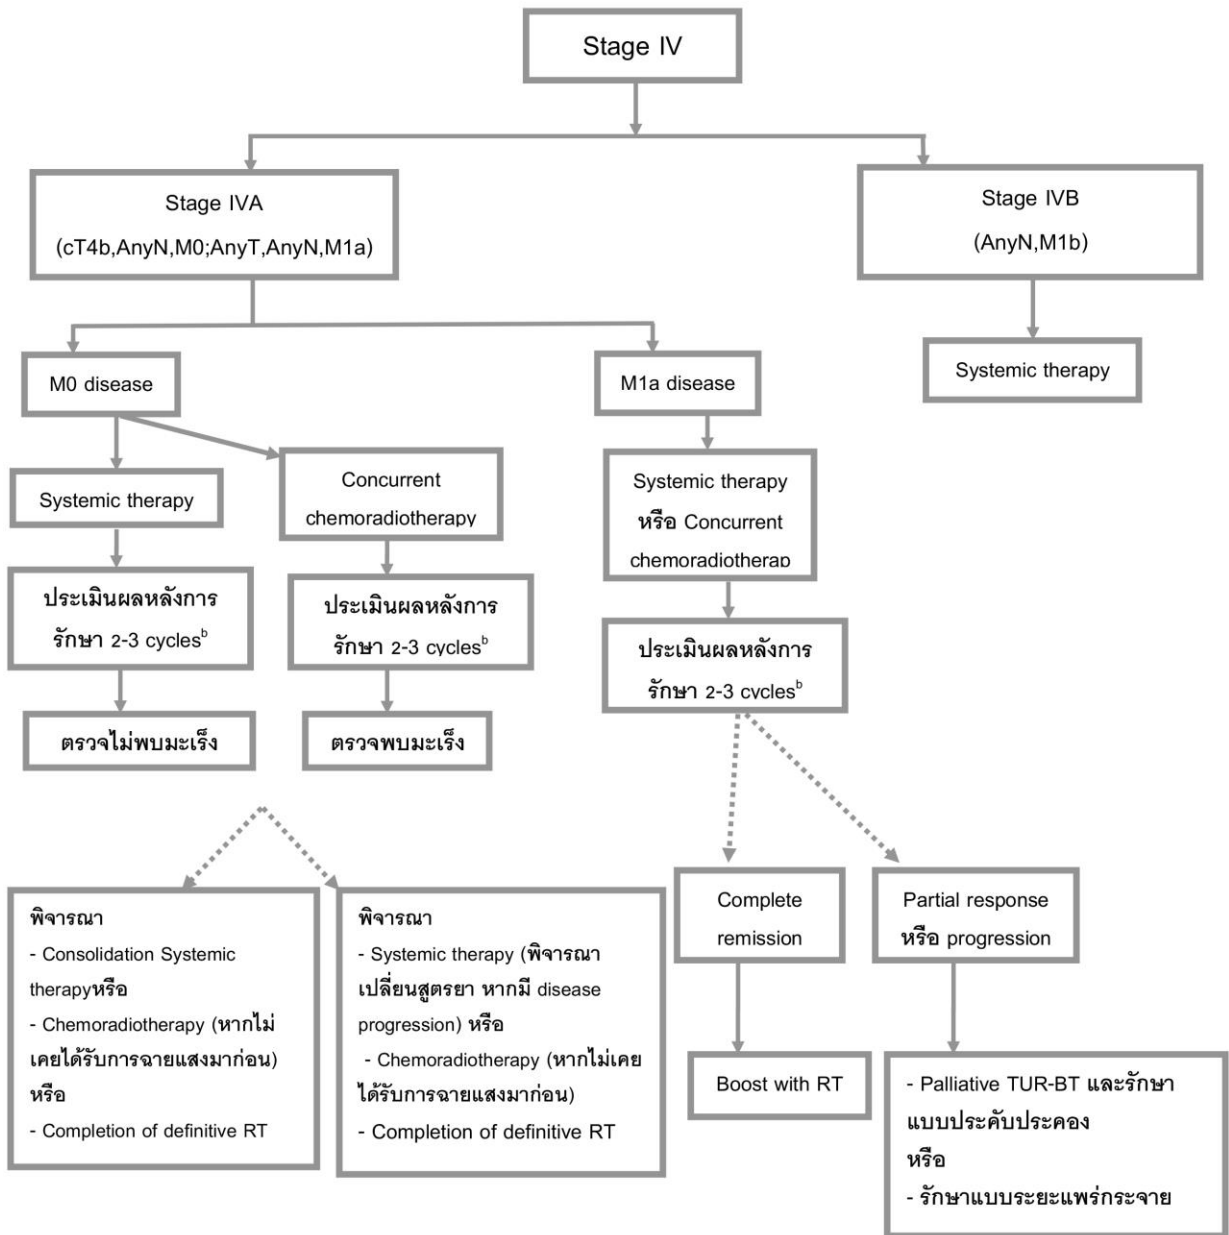 Stage IV
Stage IVA
(cT4b,AnyN,M0;AnyT,AnyN,M1a)
Stage IVB
(AnyN,M1b)
M0 disease
M1a disease
Systemic therapy
Systemic therapy
Concurrent
chemoradiotherapy
Systemic therapy
หรือ Concurrent
chemoradiotherap
ประเมินผลหลังการ
รักษา 2-3 cycles^b
ประเมินผลหลังการ
รักษา 2-3 cycles^b
ประเมินผลหลังการ
รักษา 2-3 cycles^b
ตรวจไม่พบมะเร็ง
ตรวจพบมะเร็ง
พิจารณา
- Consolidation Systemic
therapyหรือ
- Chemoradiotherapy (หากไม่
เคยได้รับการฉายแสงมาก่อน)
หรือ
- Completion of definitive RT
พิจารณา
- Systemic therapy (พิจารณา
เปลี่ยนสูตรยา หากมี disease
progression) หรือ
- Chemoradiotherapy (หากไม่เคย
ได้รับการฉายแสงมาก่อน)
- Completion of definitive RT
Complete
remission
Partial response
หรือ progression
Boost with RT
- Palliative TUR-BT และรักษา
แบบประคับประคอง
หรือ
- รักษาแบบระยะแพร่กระจาย